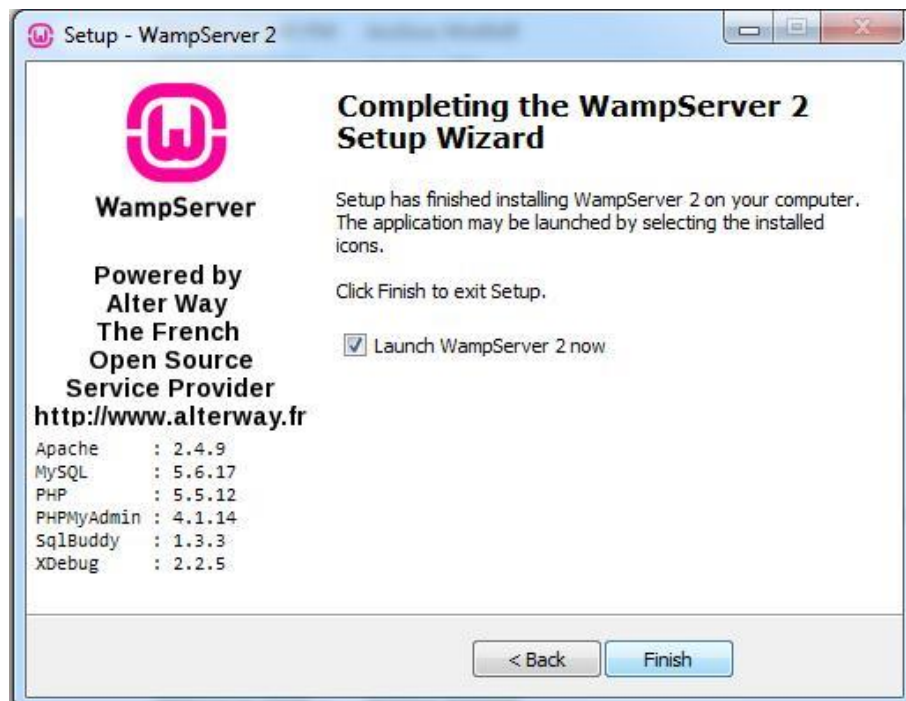 Setup - WampServer 2
WampServer
Powered by
Alter Way
The French
Open Source
Service Provider
http://www.alterway.fr
Apache : 2.4.9
MySQL : 5.6.17
PHP : 5.5.12
PHPMyAdmin : 4.1.14
SqlBuddy : 1.3.3
XDebug : 2.2.5
Completing the WampServer 2
Setup Wizard
Setup has finished installing WampServer 2 on your computer.
The application may be launched by selecting the installed
icons.
Click Finish to exit Setup.
Launch WampServer 2 now
< Back
Finish